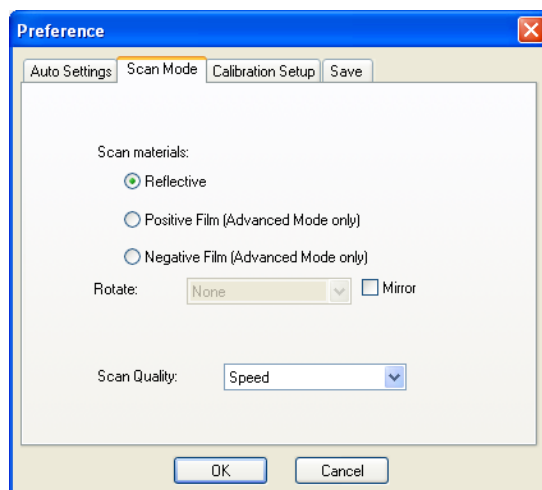 Preference
Auto Settings Scan Mode Calibration Setup Save
Scan materials:
Reflective
Positive Film (Advanced Mode only)
Negative Film (Advanced Mode only)
Rotate: None Mirror
Scan Quality: Speed
OK Cancel